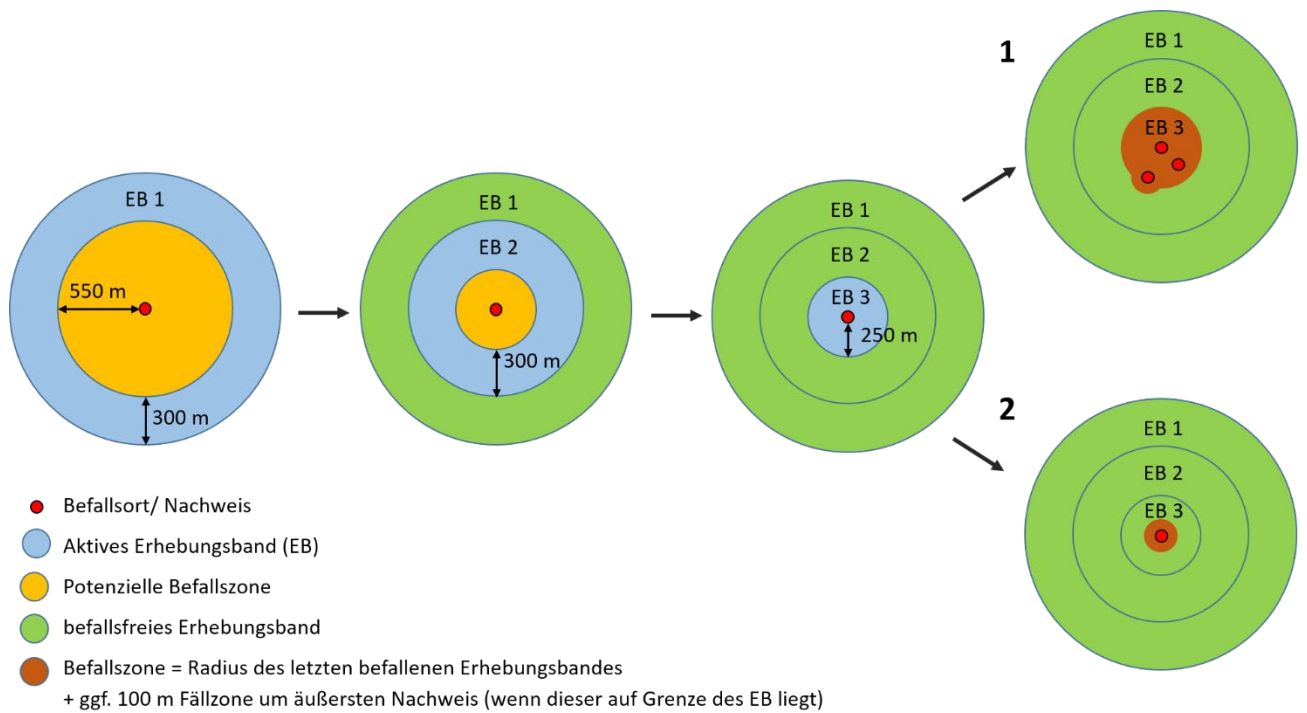 EB 1
550 m
300 m
EB 1
EB 2
300 m
EB 1
EB 2
EB 3
250 m
1
EB 1
EB 2
EB 3
2
EB 1
EB 2
EB 3
Befallsort/ Nachweis
Aktives Erhebungsband (EB)
Potenzielle Befallszone
befallsfreies Erhebungsband
Befallszone = Radius des letzten befallenen Erhebungsbandes
+ ggf. 100 m Fällzone um äußersten Nachweis (wenn dieser auf Grenze des EB liegt)